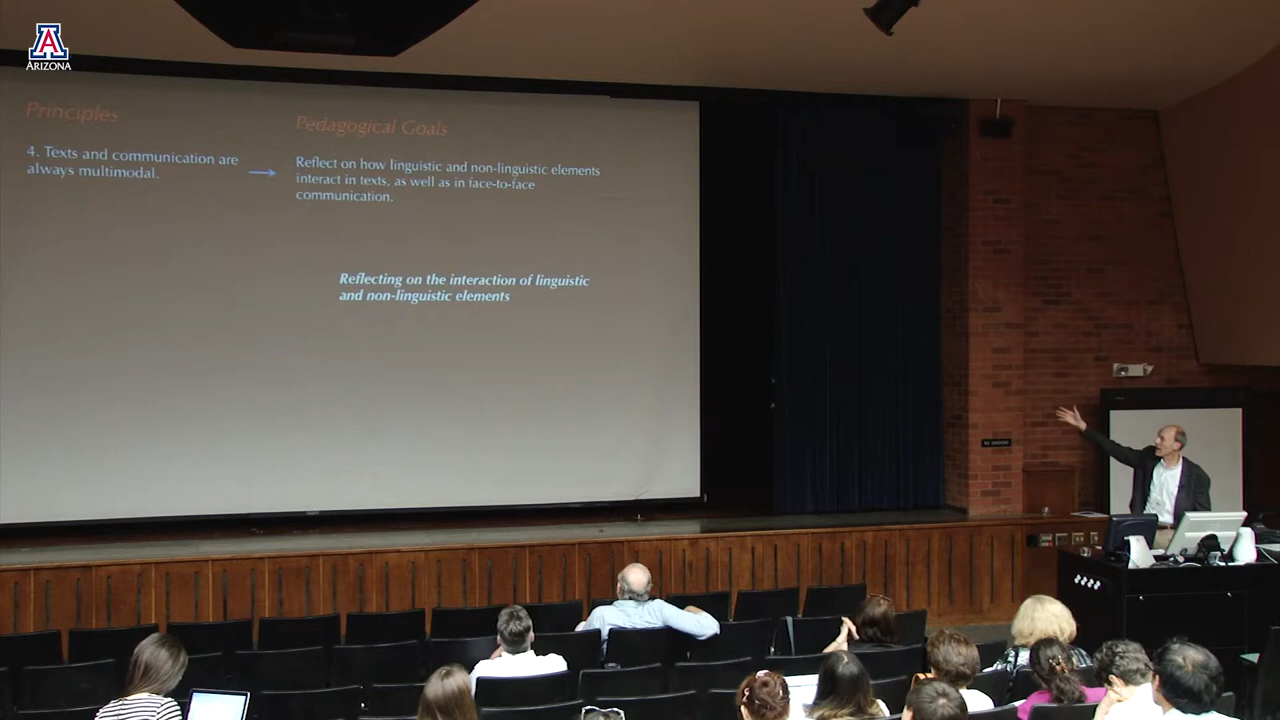 A
ARIZONA
Principles
4. Texts and communication are
always multimodal.
Pedagogical Goals
Reflect on how linguistic and non-linguistic elements
interact in texts, as well as in face-to-face
communication.
Reflecting on the interaction of linguistic
and non-linguistic elements
NO SMOKING